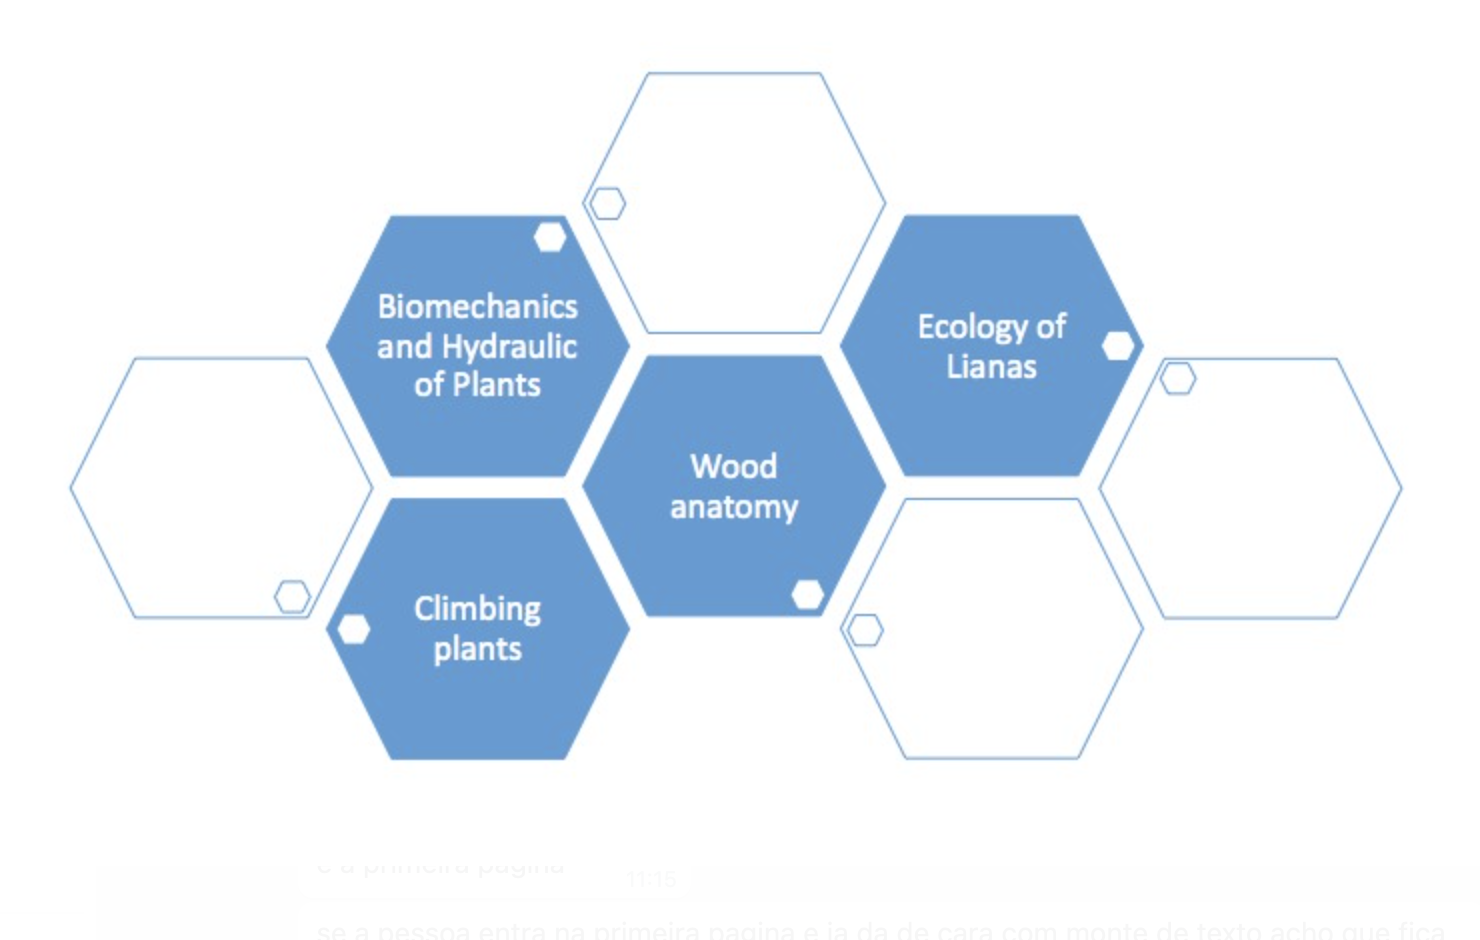 Biomechanics
and Hydraulic
of Plants
Ecology of
Lianas
Wood
anatomy
Climbing
plants
e a primeira pagina
11:15
se a pessoa entra na primeira pagina e ja da de cara com monte de texto acho que fica